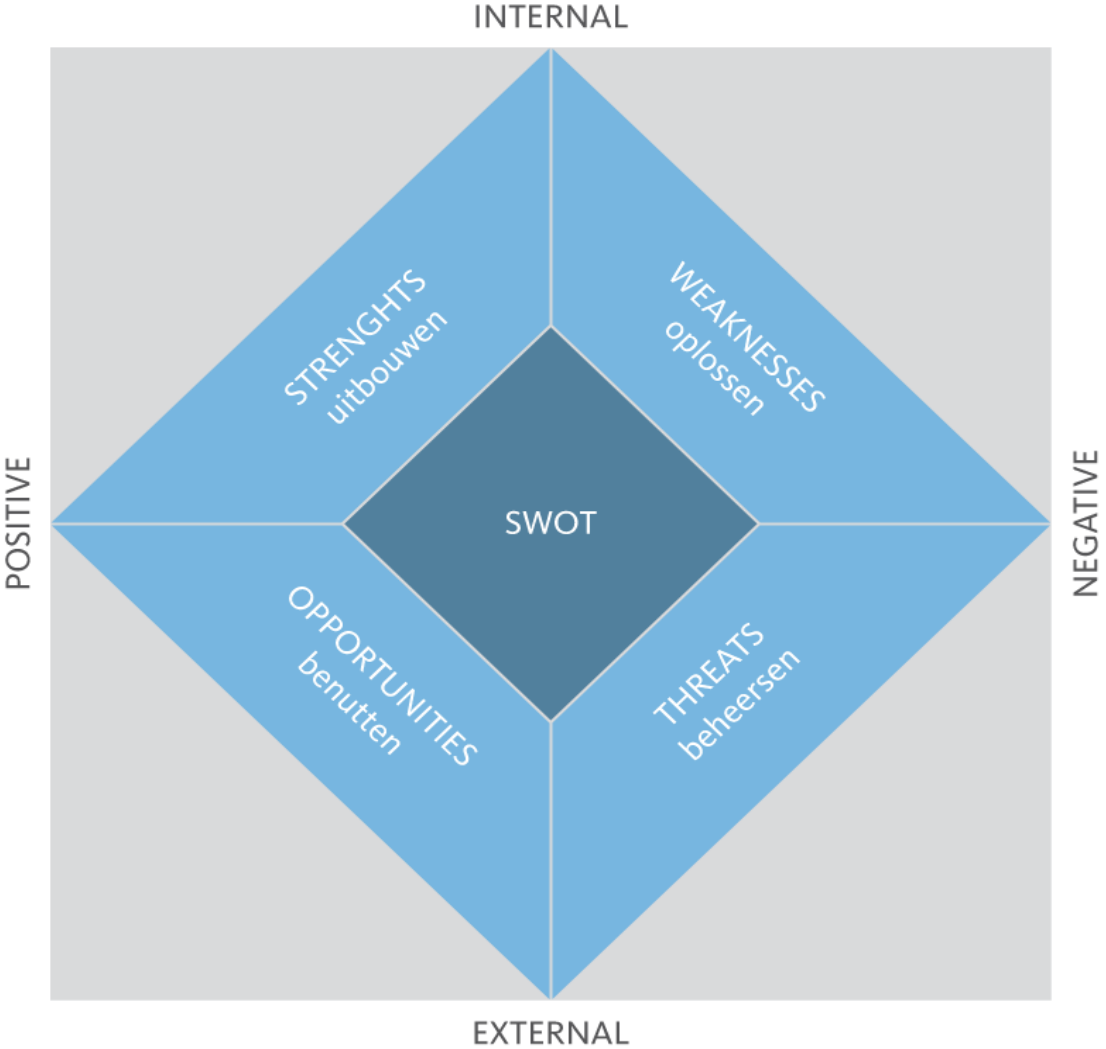 INTERNAL
STRENGHTS
uitbouwen
WEAKNESSES
oplossen
POSITIVE
SWOT
NEGATIVE
OPPORTUNITIES
benutten
THREATS
beheersen
EXTERNAL